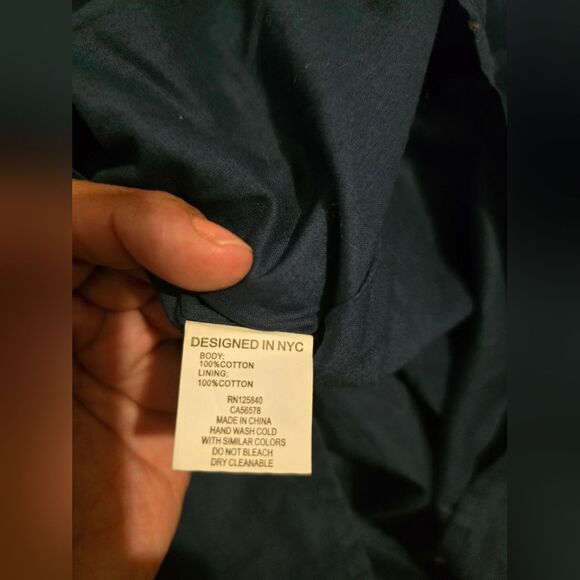 DESIGNED IN NYC
BODY:
100%COTTON
LINING:
100%COTTON
RN125840
CA56578
MADE IN CHINA
HAND WASH COLD
WITH SIMILAR COLORS
DO NOT BLEACH
DRY CLEANABLE